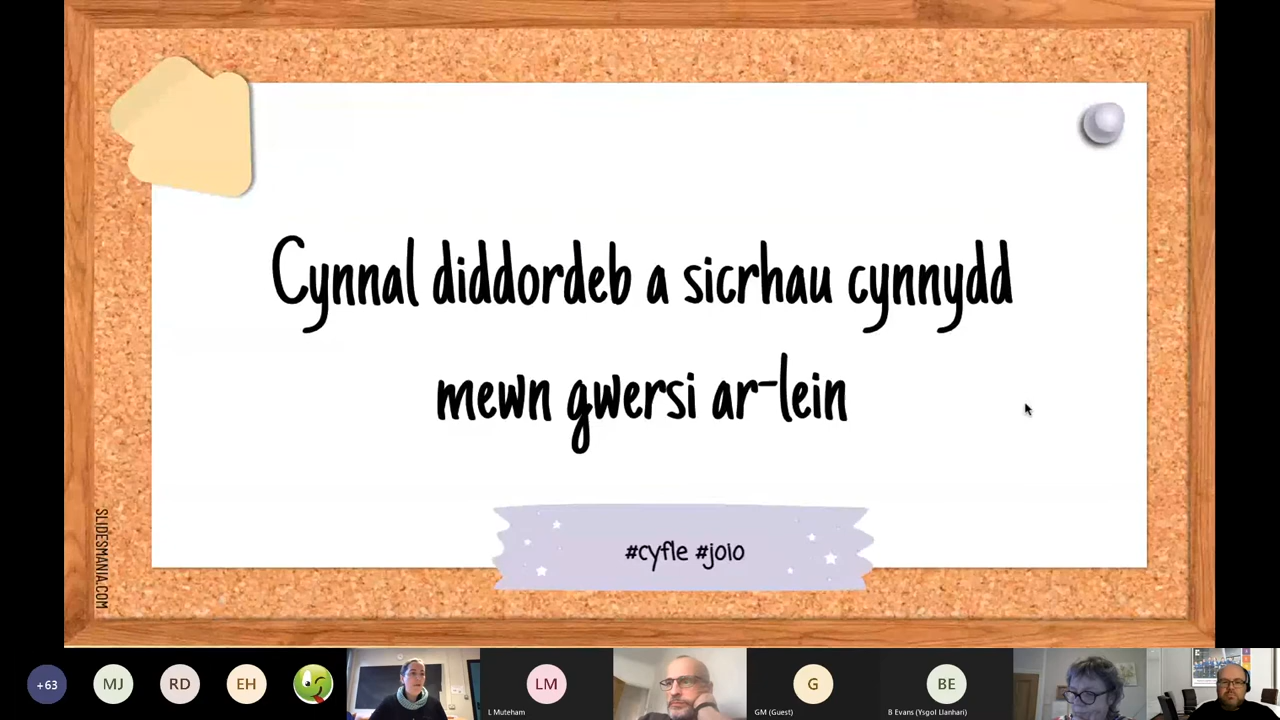 Cynnal diddordeb a sicrhau cynnydd
mewn gwersi ar-lein
#cyfle #joio
SLIDESMANIA.COM
+63
MJ
RD
EH
LM
L Muteham
G
GM (Guest)
BE
B Evans (Ysgol Llanhari)